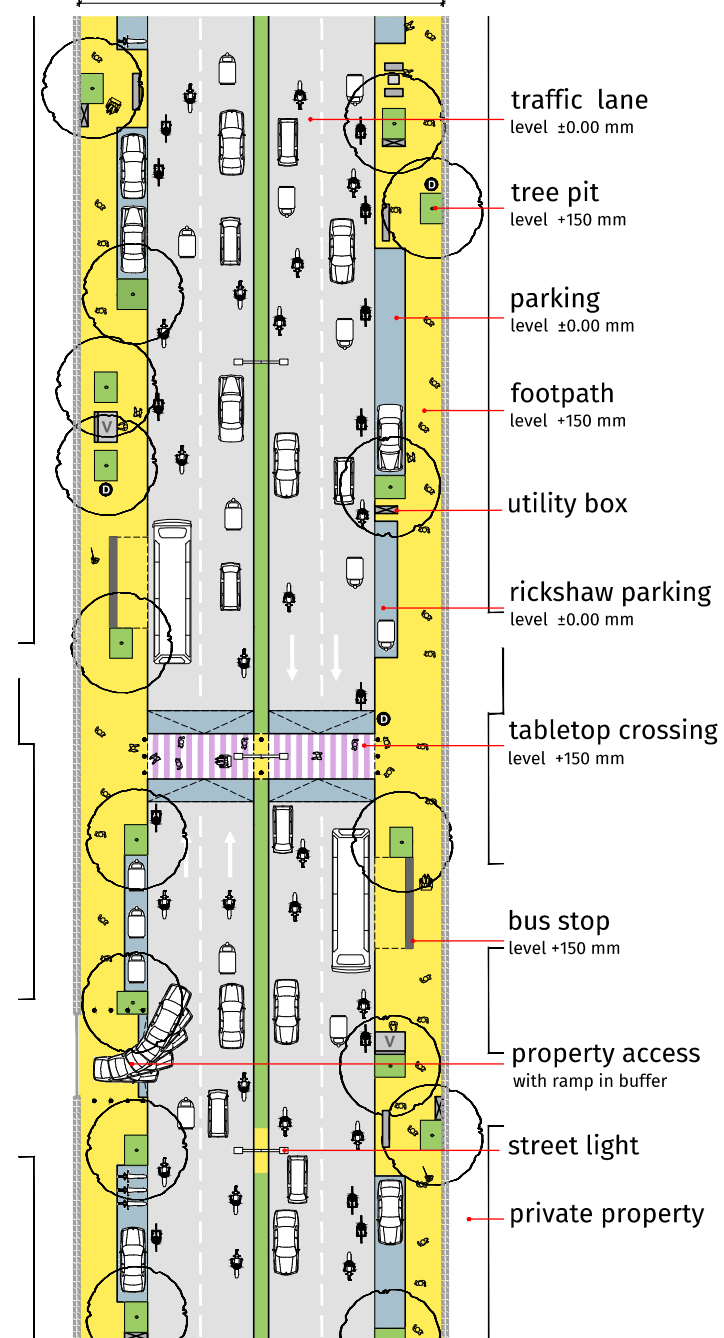 traffic lane
level ±0.00 mm
D
tree pit
level +150 mm
parking
level ±0.00 mm
footpath
level +150 mm
V
D
utility box
rickshaw parking
level ±0.00 mm
D
tabletop crossing
level +150 mm
bus stop
level +150 mm
V
property access
with ramp in buffer
street light
private property